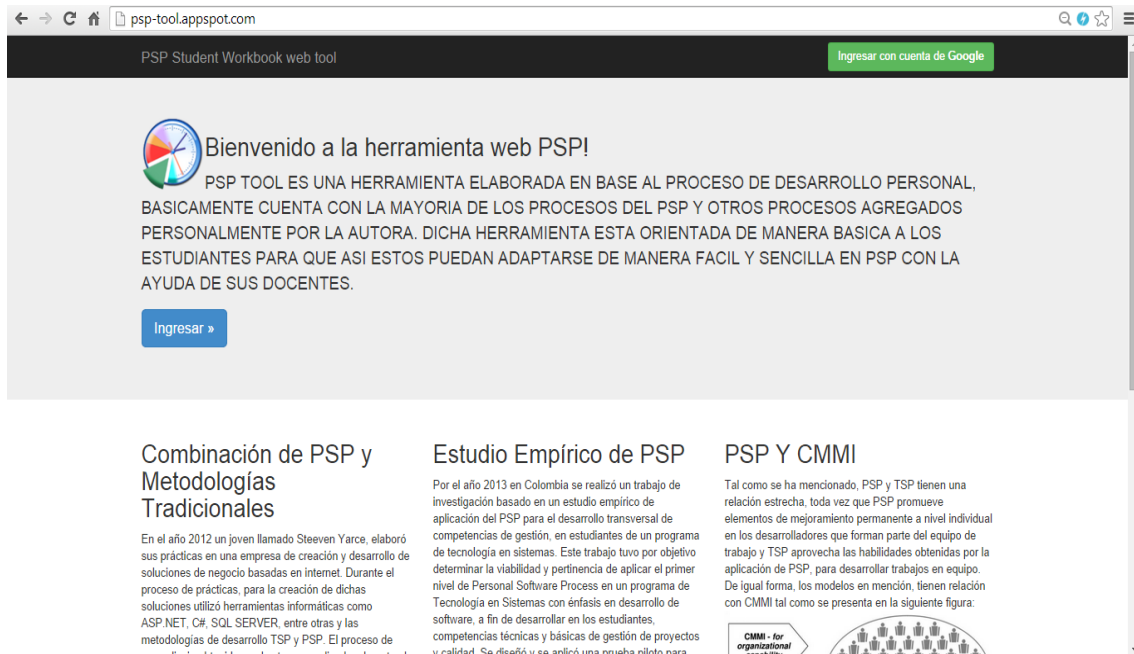 psp-tool.appspot.com
PSP Student Workbook web tool
Ingresar con cuenta de Google
Bienvenido a la herramienta web PSP!
PSP TOOL ES UNA HERRAMIENTA ELABORADA EN BASE AL PROCESO DE DESARROLLO PERSONAL,
BASICAMENTE CUENTA CON LA MAYORIA DE LOS PROCESOS DEL PSP Y OTROS PROCESOS AGREGADOS
PERSONALMENTE POR LA AUTORA. DICHA HERRAMIENTA ESTA ORIENTADA DE MANERA BASICA A LOS
ESTUDIANTES PARA QUE ASI ESTOS PUEDAN ADAPTARSE DE MANERA FACIL Y SENCILLA EN PSP CON LA
AYUDA DE SUS DOCENTES.
Ingresar »
Combinación de PSP y
Metodologías
Tradicionales
En el año 2012 un joven llamado Steeven Yarce, elaboró
sus prácticas en una empresa de creación y desarrollo de
soluciones de negocio basadas en internet. Durante el
proceso de prácticas, para la creación de dichas
soluciones utilizó herramientas informáticas como
ASP.NET, C#, SQL SERVER, entre otras y las
metodologías de desarrollo TSP y PSP. El proceso de
Estudio Empírico de PSP
Por el año 2013 en Colombia se realizó un trabajo de
investigación basado en un estudio empírico de
aplicación del PSP para el desarrollo transversal de
competencias de gestión, en estudiantes de un programa
de tecnología en sistemas. Este trabajo tuvo por objetivo
determinar la viabilidad y pertinencia de aplicar el primer
nivel de Personal Software Process en un programa de
Tecnología en Sistemas con énfasis en desarrollo de
software, a fin de desarrollar en los estudiantes,
competencias técnicas y básicas de gestión de proyectos
y calidad. Se diseñó y se aplicó una prueba piloto para
PSP Y CMMI
Tal como se ha mencionado, PSP y TSP tienen una
relación estrecha, toda vez que PSP promueve
elementos de mejoramiento permanente a nivel individual
en los desarrolladores que forman parte del equipo de
trabajo y TSP aprovecha las habilidades obtenidas por la
aplicación de PSP, para desarrollar trabajos en equipo.
De igual forma, los modelos en mención, tienen relación
con CMMI tal como se presenta en la siguiente figura:
CMMI - for
organizational